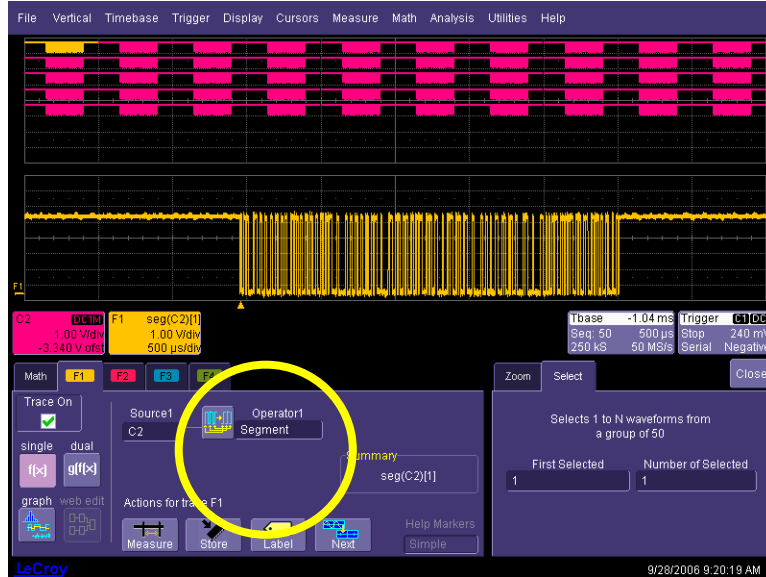 File Vertical Timebase Trigger Display Cursors Measure Math Analysis Utilities Help
F1
C2 DC1M
1.00 V/div
-3.340 V ofst
F1 seg(C2)[1]
1.00 V/div
500 µs/div
Tbase -1.04 ms
Seq: 50 500 µs
250 kS 50 MS/s
Trigger C1 DC
Stop 240 mV
Serial Negative
Math F1 F2 F3 F4
Zoom Select
Close
Trace On
single dual
f(x) g(f(x))
graph web edit
Source1
C2
Operator1
Segment
Summary
seg(C2)[1]
Actions for trace F1
Measure Store Label Next
Help Markers
Simple
Selects 1 to N waveforms from
a group of 50
First Selected Number of Selected
1 1
LeCroy
9/28/2006 9:20:19 AM